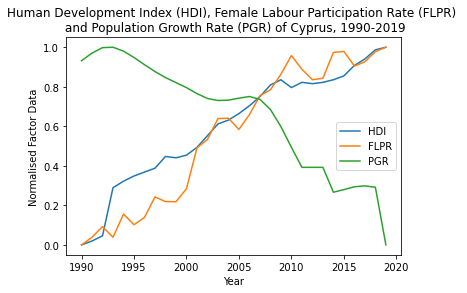 Human Development Index (HDI), Female Labour Participation Rate (FLPR)
and Population Growth Rate (PGR) of Cyprus, 1990-2019
1.0
0.8
0.6
0.4
0.2
0.0
Normalised Factor Data
HDI
FLPR
PGR
1990 1995 2000 2005 2010 2015 2020
Year